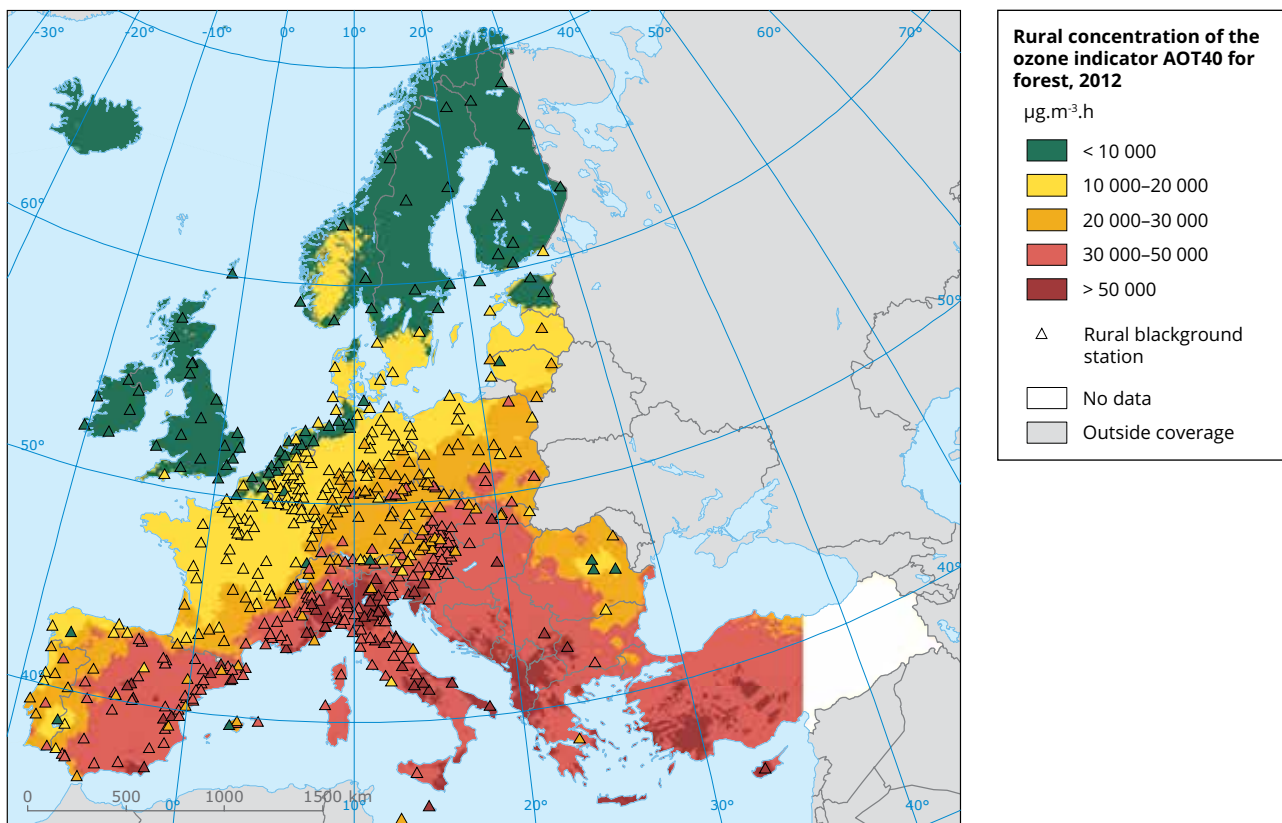 -30°
-20°
-10°
0°
10°
20°
30°
40°
50°
60°
70°
60°
50°
50°
40°
40°
0
500
0°
1000
10°
1500 km
20°
30°
40°
Rural concentration of the
ozone indicator AOT40 for
forest, 2012
µg.m-3.h
< 10 000
10 000–20 000
20 000–30 000
30 000–50 000
> 50 000
Rural blackground
station
No data
Outside coverage